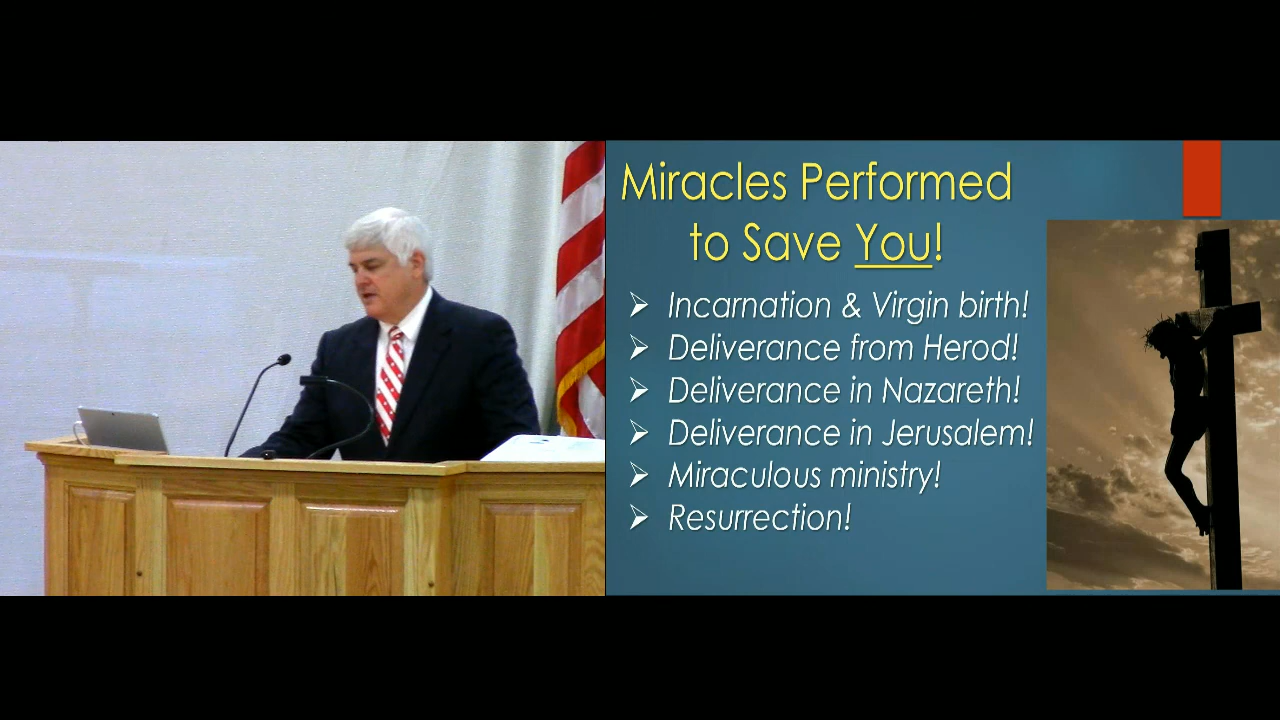 Miracles Performed
to Save You!
Incarnation & Virgin birth!
Deliverance from Herod!
Deliverance in Nazareth!
Deliverance in Jerusalem!
Miraculous ministry!
Resurrection!